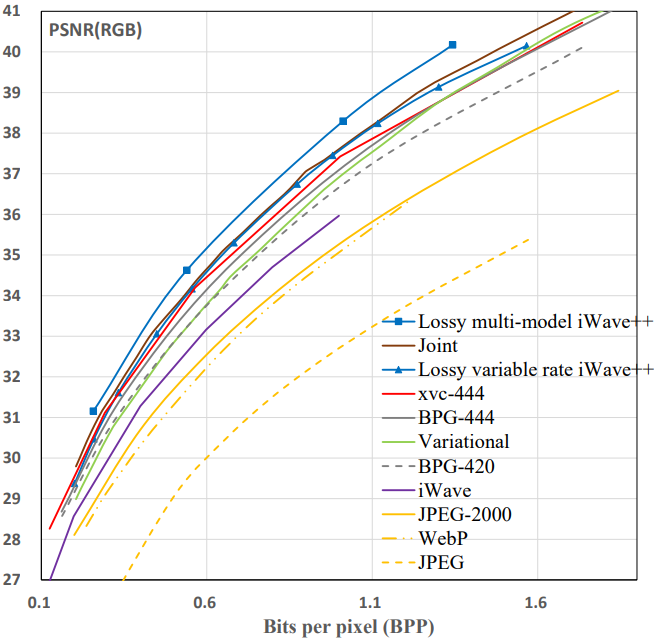 41
PSNR(RGB)
40
39
38
37
36
35
34
33
32
31
30
29
28
27
Lossy multi-model iWave++
Joint
Lossy variable rate iWave++
xvc-444
BPG-444
Variational
BPG-420
iWave
JPEG-2000
WebP
JPEG
0.1 0.6 1.1 1.6
Bits per pixel (BPP)